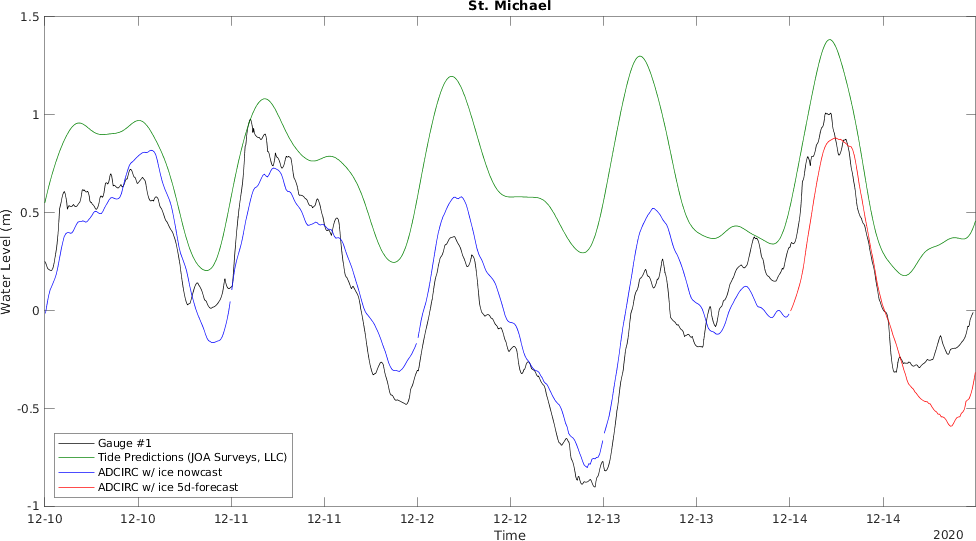 St. Michael
1.5
1
0.5
0
-0.5
-1
Water Level (m)
Gauge #1
Tide Predictions (JOA Surveys, LLC)
ADCIRC w/ ice nowcast
ADCIRC w/ ice 5d-forecast
12-10 12-10 12-11 12-11 12-12 12-12 12-13 12-13 12-14 12-14
Time
2020